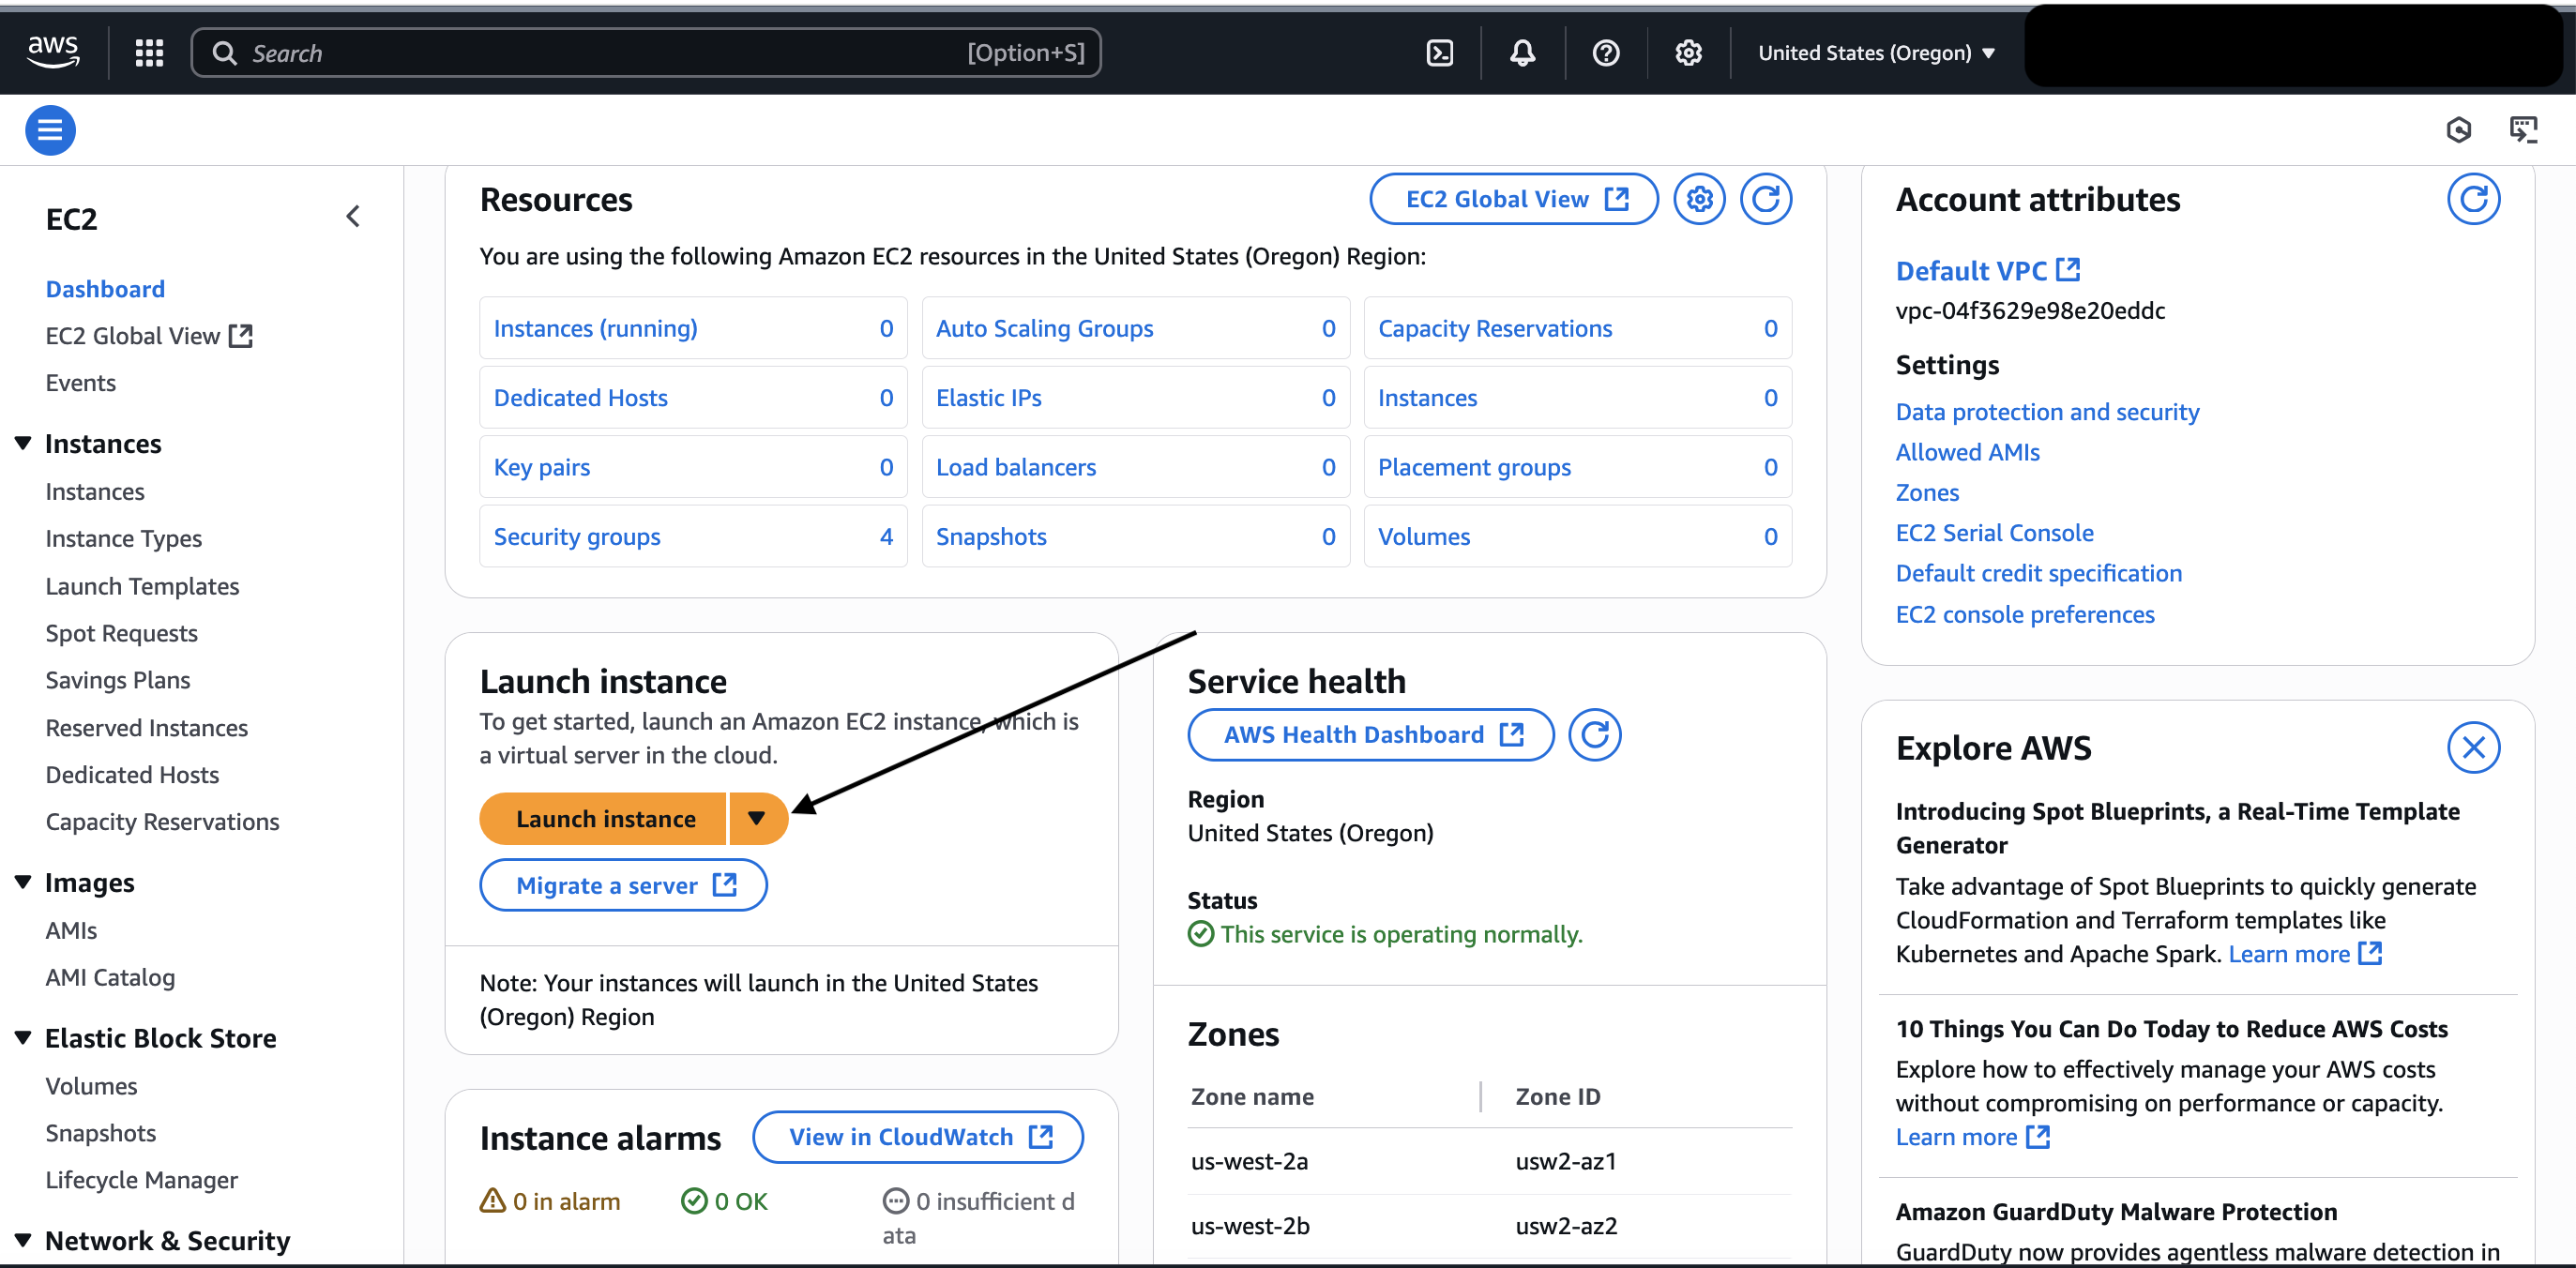 aws
Search
[Option+S]
United States (Oregon)
EC2
Dashboard
EC2 Global View
Events
Instances
Instances
Instance Types
Launch Templates
Spot Requests
Savings Plans
Reserved Instances
Dedicated Hosts
Capacity Reservations
Images
AMIs
AMI Catalog
Elastic Block Store
Volumes
Snapshots
Lifecycle Manager
Network & Security
Resources
EC2 Global View
You are using the following Amazon EC2 resources in the United States (Oregon) Region:
Instances (running) 0
Auto Scaling Groups 0
Capacity Reservations 0
Dedicated Hosts 0
Elastic IPs 0
Instances 0
Key pairs 0
Load balancers 0
Placement groups 0
Security groups 4
Snapshots 0
Volumes 0
Launch instance
To get started, launch an Amazon EC2 instance, which is
a virtual server in the cloud.
Launch instance
Migrate a server
Note: Your instances will launch in the United States
(Oregon) Region
Instance alarms
View in CloudWatch
0 in alarm
0 OK
0 insufficient d
ata
Service health
AWS Health Dashboard
Region
United States (Oregon)
Status
This service is operating normally.
Zones
Zone name Zone ID
us-west-2a usw2-az1
us-west-2b usw2-az2
Account attributes
Default VPC
vpc-04f3629e98e20eddc
Settings
Data protection and security
Allowed AMIs
Zones
EC2 Serial Console
Default credit specification
EC2 console preferences
Explore AWS
Introducing Spot Blueprints, a Real-Time Template
Generator
Take advantage of Spot Blueprints to quickly generate
CloudFormation and Terraform templates like
Kubernetes and Apache Spark. Learn more
10 Things You Can Do Today to Reduce AWS Costs
Explore how to effectively manage your AWS costs
without compromising on performance or capacity.
Learn more
Amazon GuardDuty Malware Protection
GuardDuty now provides agentless malware detection in